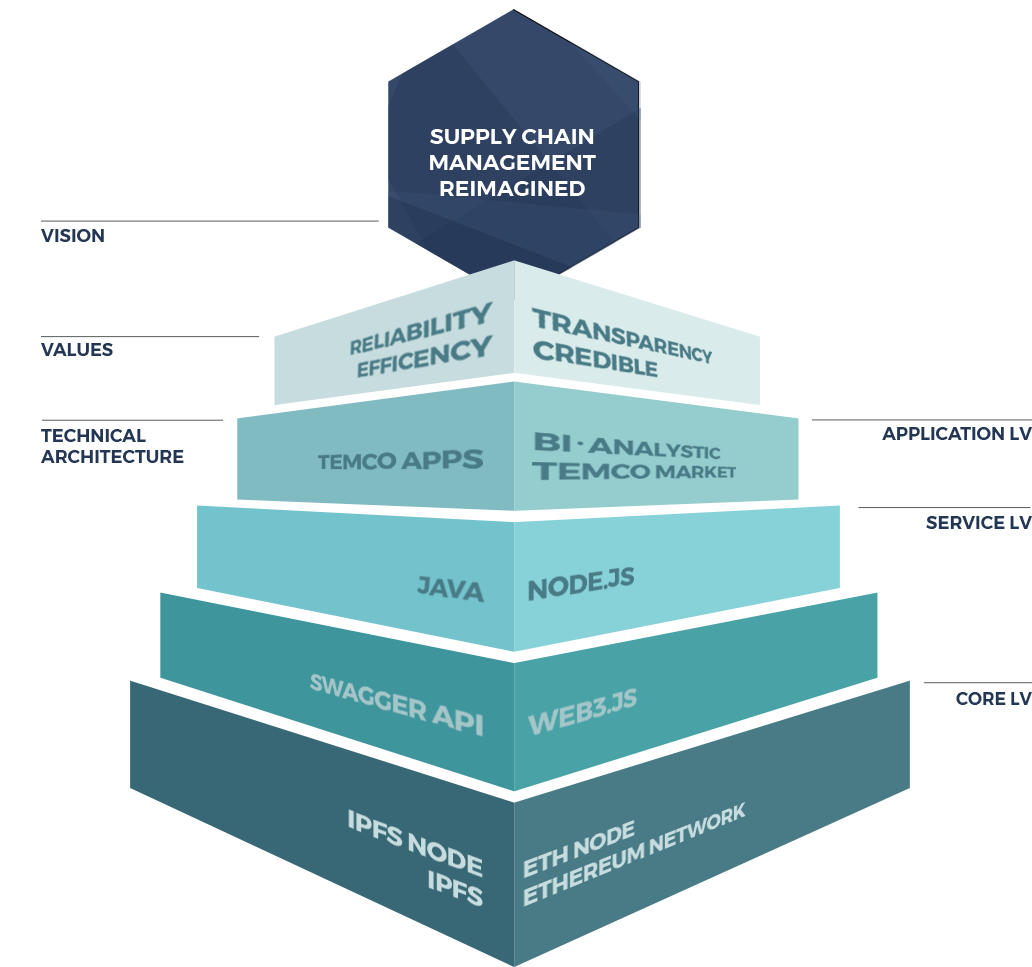 SUPPLY CHAIN
MANAGEMENT
REIMAGINED
VISION
VALUES
RELIABILITY
EFFICENCY
TRANSPARENCY
CREDIBLE
TECHNICAL
ARCHITECTURE
TEMCO APPS
BI · ANALYSTIC
TEMCO MARKET
APPLICATION LV
JAVA
NODE.JS
SERVICE LV
SWAGGER API
WEB3.JS
CORE LV
IPFS NODE
IPFS
ETH NODE
ETHEREUM NETWORK